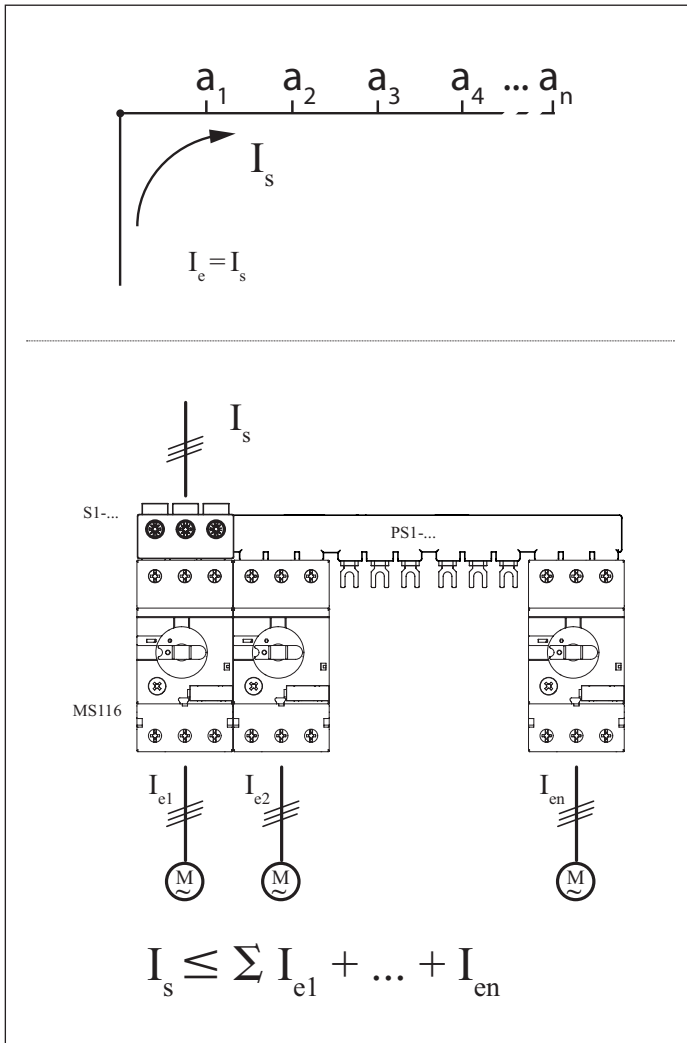 a1 a2 a3 a4 ... an
Is
Ie = Is
Is
S1-...
PS1-...
MS116
Ie1 Ie2 Ien
M ~ M ~ M ~
Is ≤ Σ Ie1 + ... + Ien